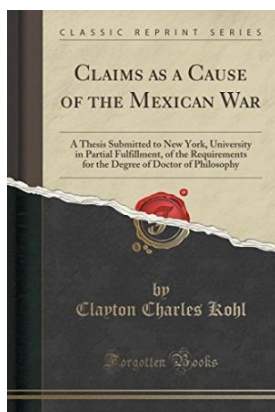 CLASSIC REPRINT SERIES
CLAIMS AS A CAUSE
OF THE MEXICAN WAR
A Thesis Submitted to New York, University
in Partial Fulfillment, of the Requirements
for the Degree of Doctor of Philosophy
by
Clayton Charles Kohl
Forgotten Books